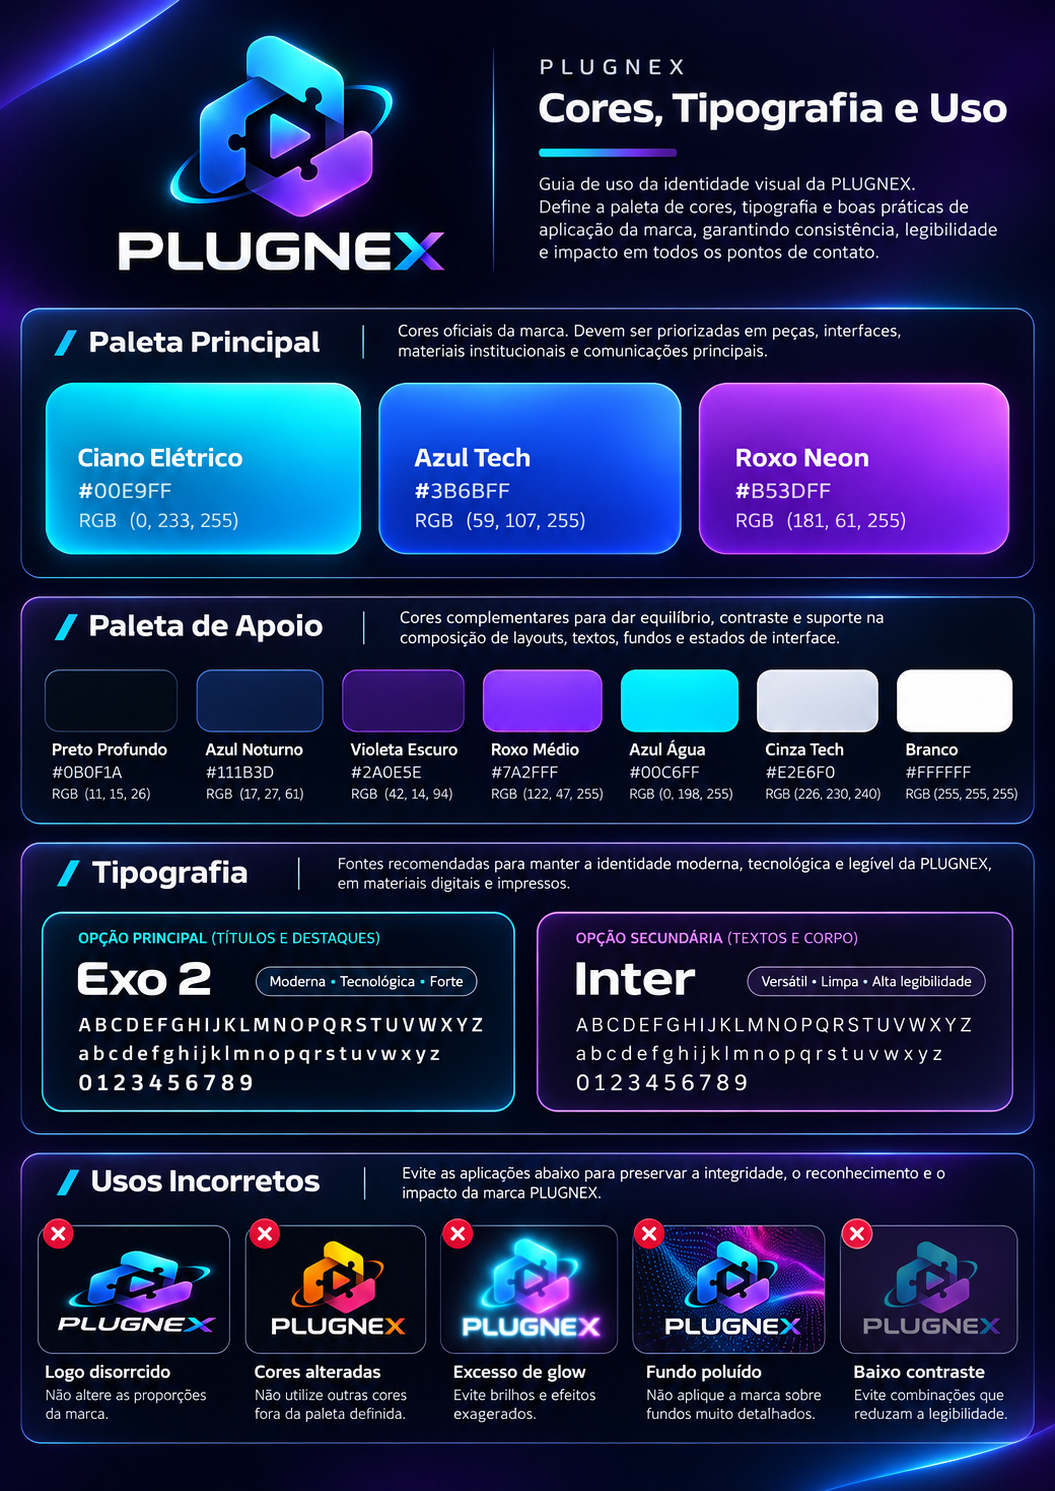 PLUGNEX
PLUGNEX
Cores, Tipografia e Uso
Guia de uso da identidade visual da PLUGNEX.
Define a paleta de cores, tipografia e boas práticas de
aplicação da marca, garantindo consistência, legibilidade
e impacto em todos os pontos de contato.
Paleta Principal
Cores oficiais da marca. Devem ser priorizadas em peças, interfaces,
materiais institucionais e comunicações principais.
Ciano Elétrico
#00E9FF
RGB (0, 233, 255)
Azul Tech
#3B6BFF
RGB (59, 107, 255)
Roxo Neon
#B53DFF
RGB (181, 61, 255)
Paleta de Apoio
Cores complementares para dar equilíbrio, contraste e suporte na
composição de layouts, textos, fundos e estados de interface.
Preto Profundo
#0B0F1A
RGB (11, 15, 26)
Azul Noturno
#111B3D
RGB (17, 27, 61)
Violeta Escuro
#2A0E5E
RGB (42, 14, 94)
Roxo Médio
#7A2FFF
RGB (122, 47, 255)
Azul Água
#00C6FF
RGB (0, 198, 255)
Cinza Tech
#E2E6F0
RGB (226, 230, 240)
Branco
#FFFFFF
RGB (255, 255, 255)
Tipografia
Fontes recomendadas para manter a identidade moderna, tecnológica e legível da PLUGNEX,
em materiais digitais e impressos.
OPÇÃO PRINCIPAL (TÍTULOS E DESTAQUES)
Exo 2
Moderna • Tecnológica • Forte
ABCDEFGHIJKLMNOPQRSTUVWXYZ
abcdefghijklmnopqrstuvwxyz
0123456789
OPÇÃO SECUNDÁRIA (TEXTOS E CORPO)
Inter
Versátil • Limpa • Alta legibilidade
ABCDEFGHIJKLMNOPQRSTUVWXYZ
abcdefghijklmnopqrstuvwxyz
0123456789
Usos Incorretos
Evite as aplicações abaixo para preservar a integridade, o reconhecimento e o
impacto da marca PLUGNEX.
PLUGNEX
Logo disorrcido
Não altere as proporções
da marca.
PLUGNEX
Cores alteradas
Não utilize outras cores
fora da paleta definida.
PLUGNEX
Excesso de glow
Evite brilhos e efeitos
exagerados.
PLUGNEX
Fundo poluído
Não aplique a marca sobre
fundos muito detalhados.
PLUGNEX
Baixo contraste
Evite combinações que
reduzam a legibilidade.